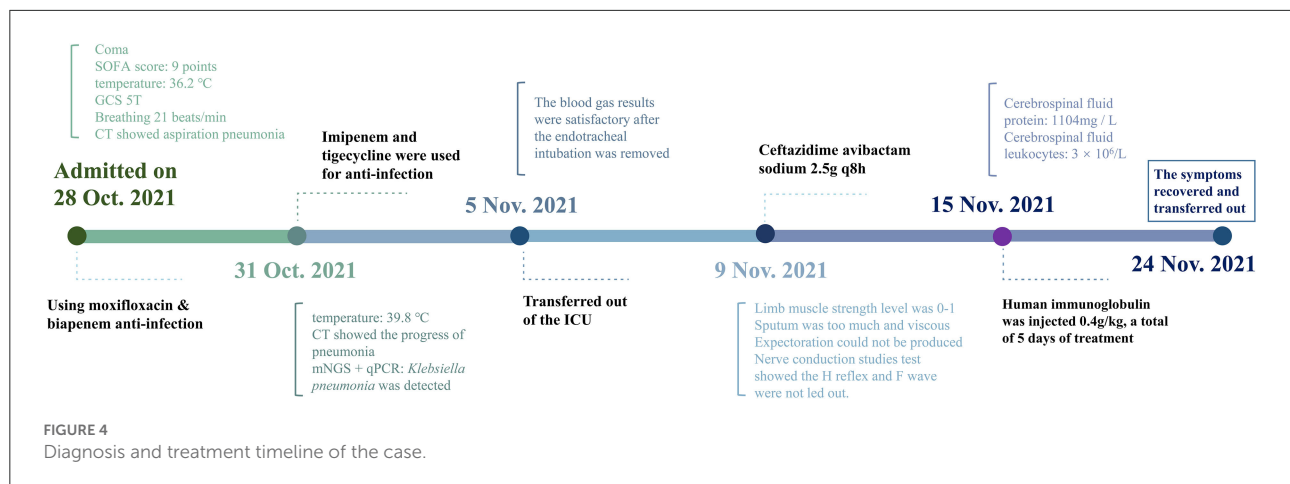 Coma
SOFA score: 9 points
temperature: 36.2 ℃
GCS 5T
Breathing 21 beats/min
CT showed aspiration pneumonia
Admitted on
28 Oct. 2021
Using moxifloxacin &
biapenem anti-infection
Imipenem and
tigecycline were used
for anti-infection
31 Oct. 2021
temperature: 39.8 ℃
CT showed the progress of
pneumonia
mNGS + qPCR: Klebsiella
pneumonia was detected
The blood gas results
were satisfactory after
the endotracheal
intubation was removed
5 Nov. 2021
Transferred out
of the ICU
Ceftazidime avibactam
sodium 2.5g q8h
9 Nov. 2021
Limb muscle strength level was 0-1
Sputum was too much and viscous
Expectoration could not be produced
Nerve conduction studies test
showed the H reflex and F wave
were not led out.
Cerebrospinal fluid
protein: 1104mg / L
Cerebrospinal fluid
leukocytes: 3 × 10⁶/L
15 Nov. 2021
Human immunoglobulin
was injected 0.4g/kg, a total
of 5 days of treatment
The symptoms
recovered and
transferred out
24 Nov. 2021
FIGURE 4
Diagnosis and treatment timeline of the case.